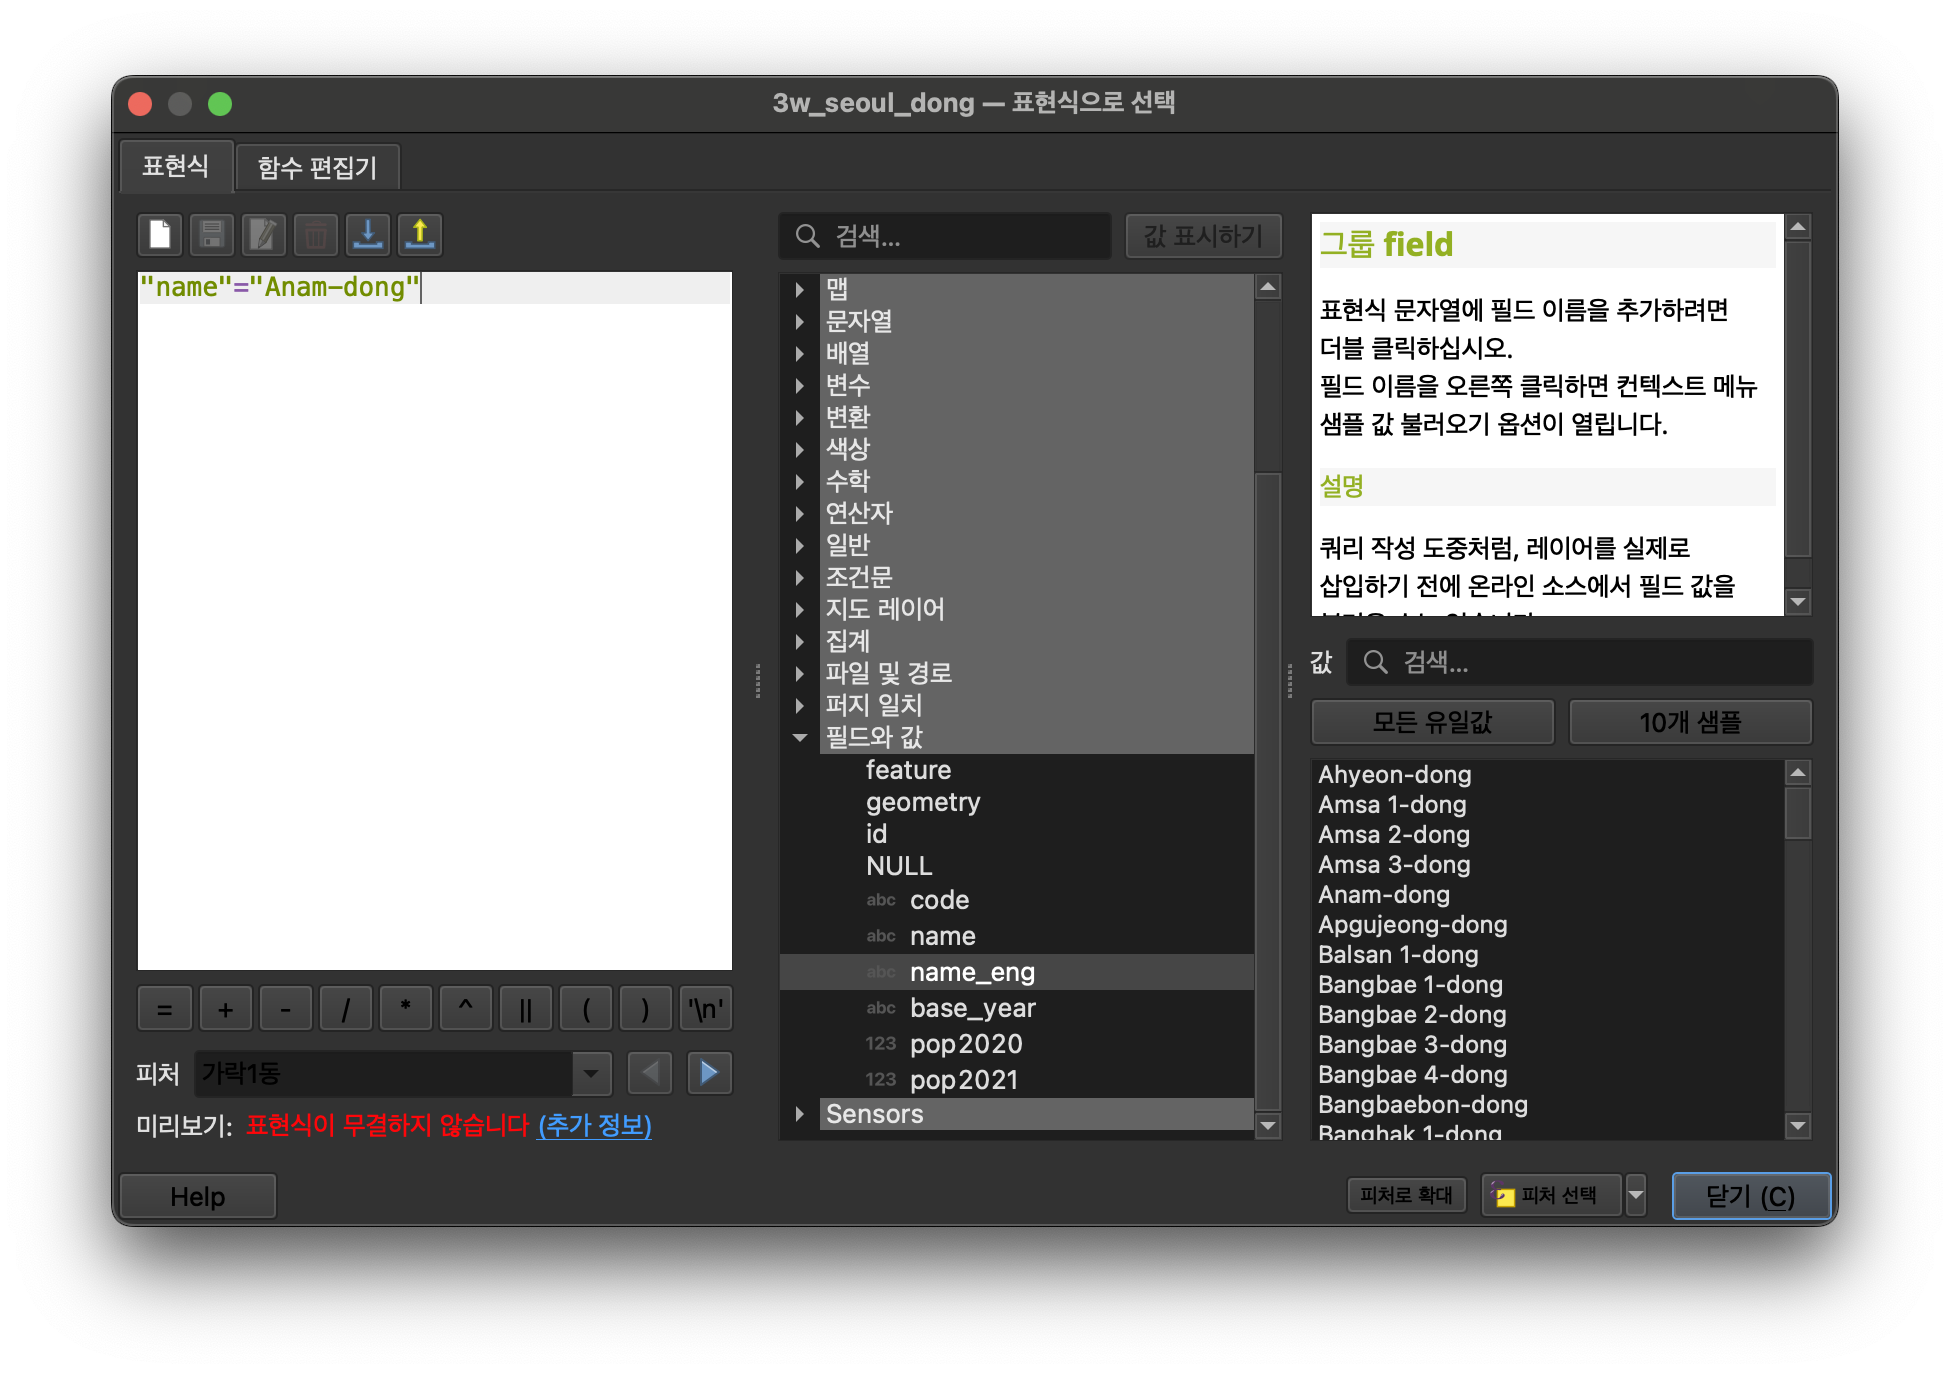 3w_seoul_dong — 표현식으로 선택
표현식
함수 편집기
"name"="Anam-dong"
=
+
-
/
*
^
||
(
)
'\n'
피처
가락1동
미리보기: 표현식이 무결하지 않습니다 (추가 정보)
Help
검색...
값 표시하기
맵
문자열
배열
변수
변환
색상
수학
연산자
일반
조건문
지도 레이어
집계
파일 및 경로
퍼지 일치
필드와 값
feature
geometry
id
NULL
abc code
abc name
abc name_eng
abc base_year
123 pop2020
123 pop2021
Sensors
그룹 field
표현식 문자열에 필드 이름을 추가하려면
더블 클릭하십시오.
필드 이름을 오른쪽 클릭하면 컨텍스트 메뉴
샘플 값 불러오기 옵션이 열립니다.
설명
쿼리 작성 도중처럼, 레이어를 실제로
삽입하기 전에 온라인 소스에서 필드 값을
값
검색...
모든 유일값
10개 샘플
Ahyeon-dong
Amsa 1-dong
Amsa 2-dong
Amsa 3-dong
Anam-dong
Apgujeong-dong
Balsan 1-dong
Bangbae 1-dong
Bangbae 2-dong
Bangbae 3-dong
Bangbae 4-dong
Bangbaebon-dong
Banghak 1-dong
피처로 확대
피처 선택
닫기 (C)